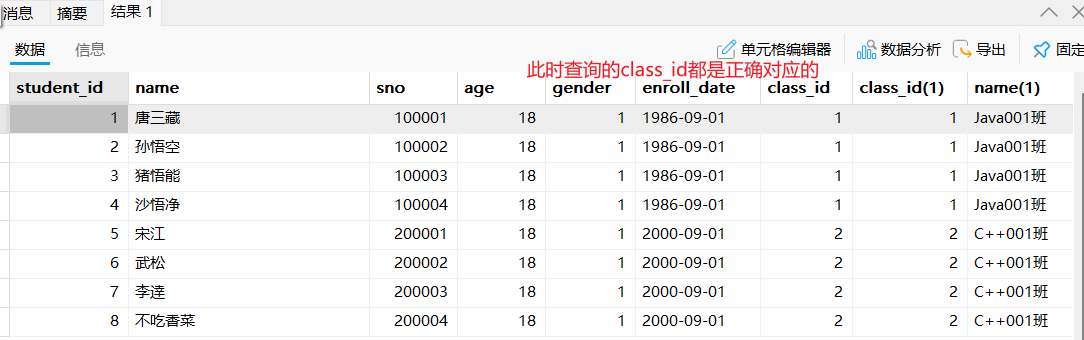 消息 摘要 结果 1
数据 信息 单元格编辑器 数据分析 导出 固定
此时查询的class_id都是正确对应的
student_id name sno age gender enroll_date class_id class_id(1) name(1)
1 唐三藏 100001 18 1 1986-09-01 1 1 Java001班
2 孙悟空 100002 18 1 1986-09-01 1 1 Java001班
3 猪悟能 100003 18 1 1986-09-01 1 1 Java001班
4 沙悟净 100004 18 1 1986-09-01 1 1 Java001班
5 宋江 200001 18 1 2000-09-01 2 2 C++001班
6 武松 200002 18 1 2000-09-01 2 2 C++001班
7 李逹 200003 18 1 2000-09-01 2 2 C++001班
8 不吃香菜 200004 18 1 2000-09-01 2 2 C++001班